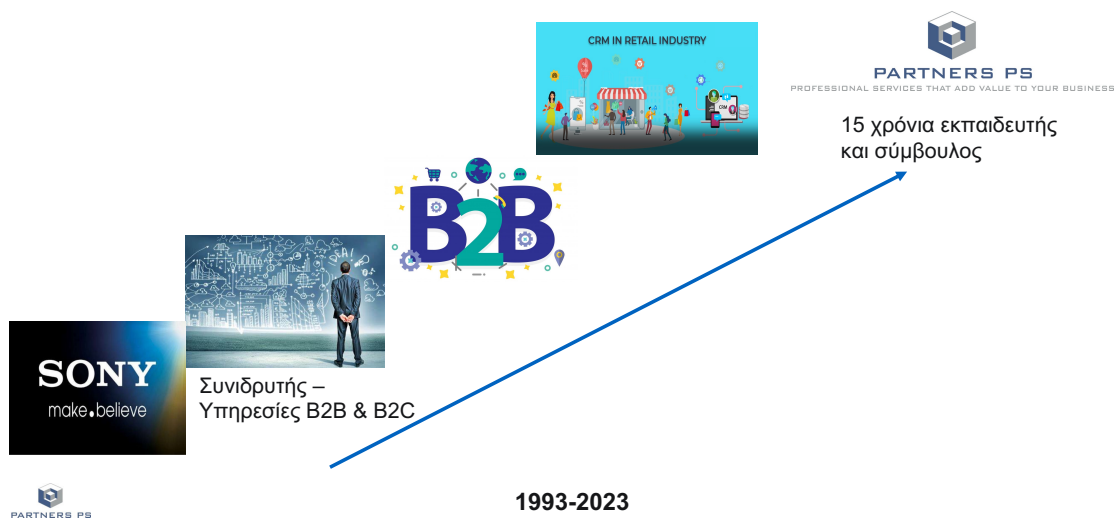 CRM IN RETAIL INDUSTRY
CRM
PARTNERS PS
PROFESSIONAL SERVICES THAT ADD VALUE TO YOUR BUSINESS
15 χρόνια εκπαιδευτής
και σύμβουλος
B2B
SONY
make.believe
Συνιδρυτής –
Υπηρεσίες B2B & B2C
1993-2023
PARTNERS PS